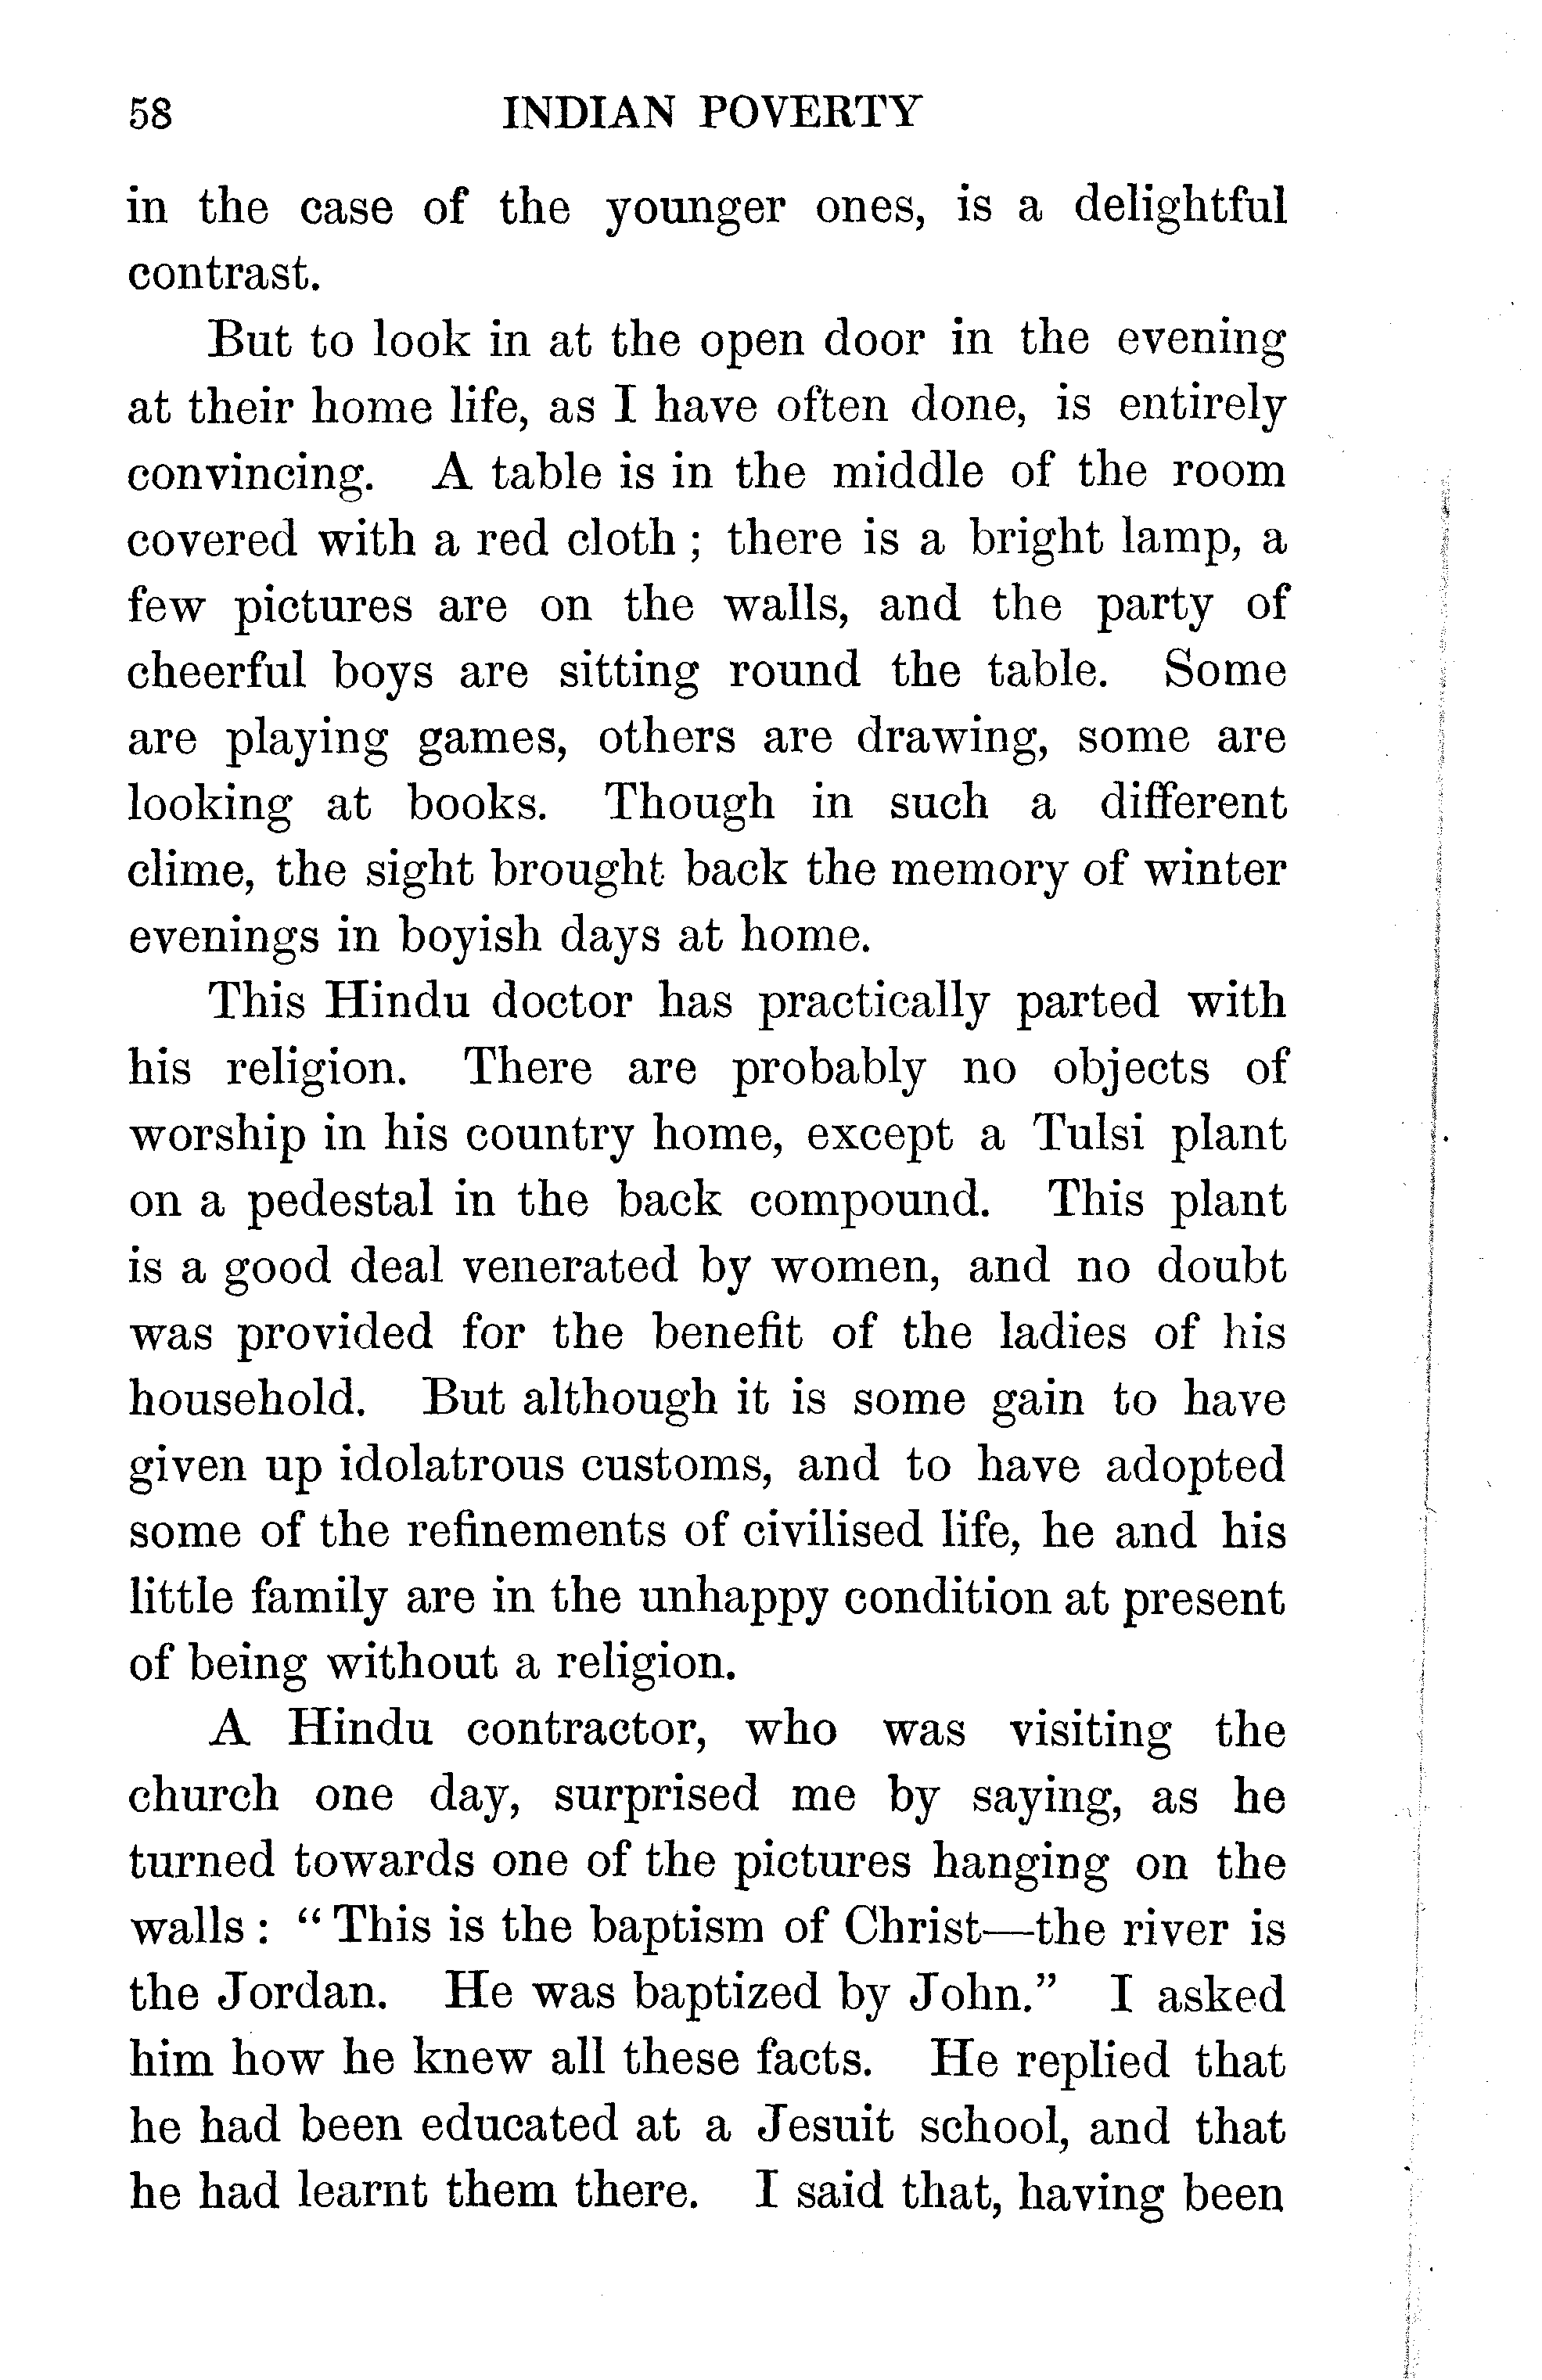 58 INDIAN POVERTY
in the case of the younger ones, is a delightful
contrast.
But to look in at the open door in the evening
at their home life, as I have often done, is entirely
convincing. A table is in the middle of the room
covered with a red cloth ; there is a bright lamp, a
few pictures are on the walls, and the party of
cheerful boys are sitting round the table. Some
are playing games, others are drawing, some are
looking at books. Though in such a different
clime, the sight brought back the memory of winter
evenings in boyish days at home.
This Hindu doctor has practically parted with
his religion. There are probably no objects of
worship in his country home, except a Tulsi plant
on a pedestal in the back compound. This plant
is a good deal venerated by women, and no doubt
was provided for the benefit of the ladies of his
household. But although it is some gain to have
given up idolatrous customs, and to have adopted
some of the refinements of civilised life, he and his
little family are in the unhappy condition at present
of being without a religion.
A Hindu contractor, who was visiting the
church one day, surprised me by saying, as he
turned towards one of the pictures hanging on the
walls : “ This is the baptism of Christ—the river is
the Jordan. He was baptized by John.” I asked
him how he knew all these facts. He replied that
he had been educated at a Jesuit school, and that
he had learnt them there. I said that, having been